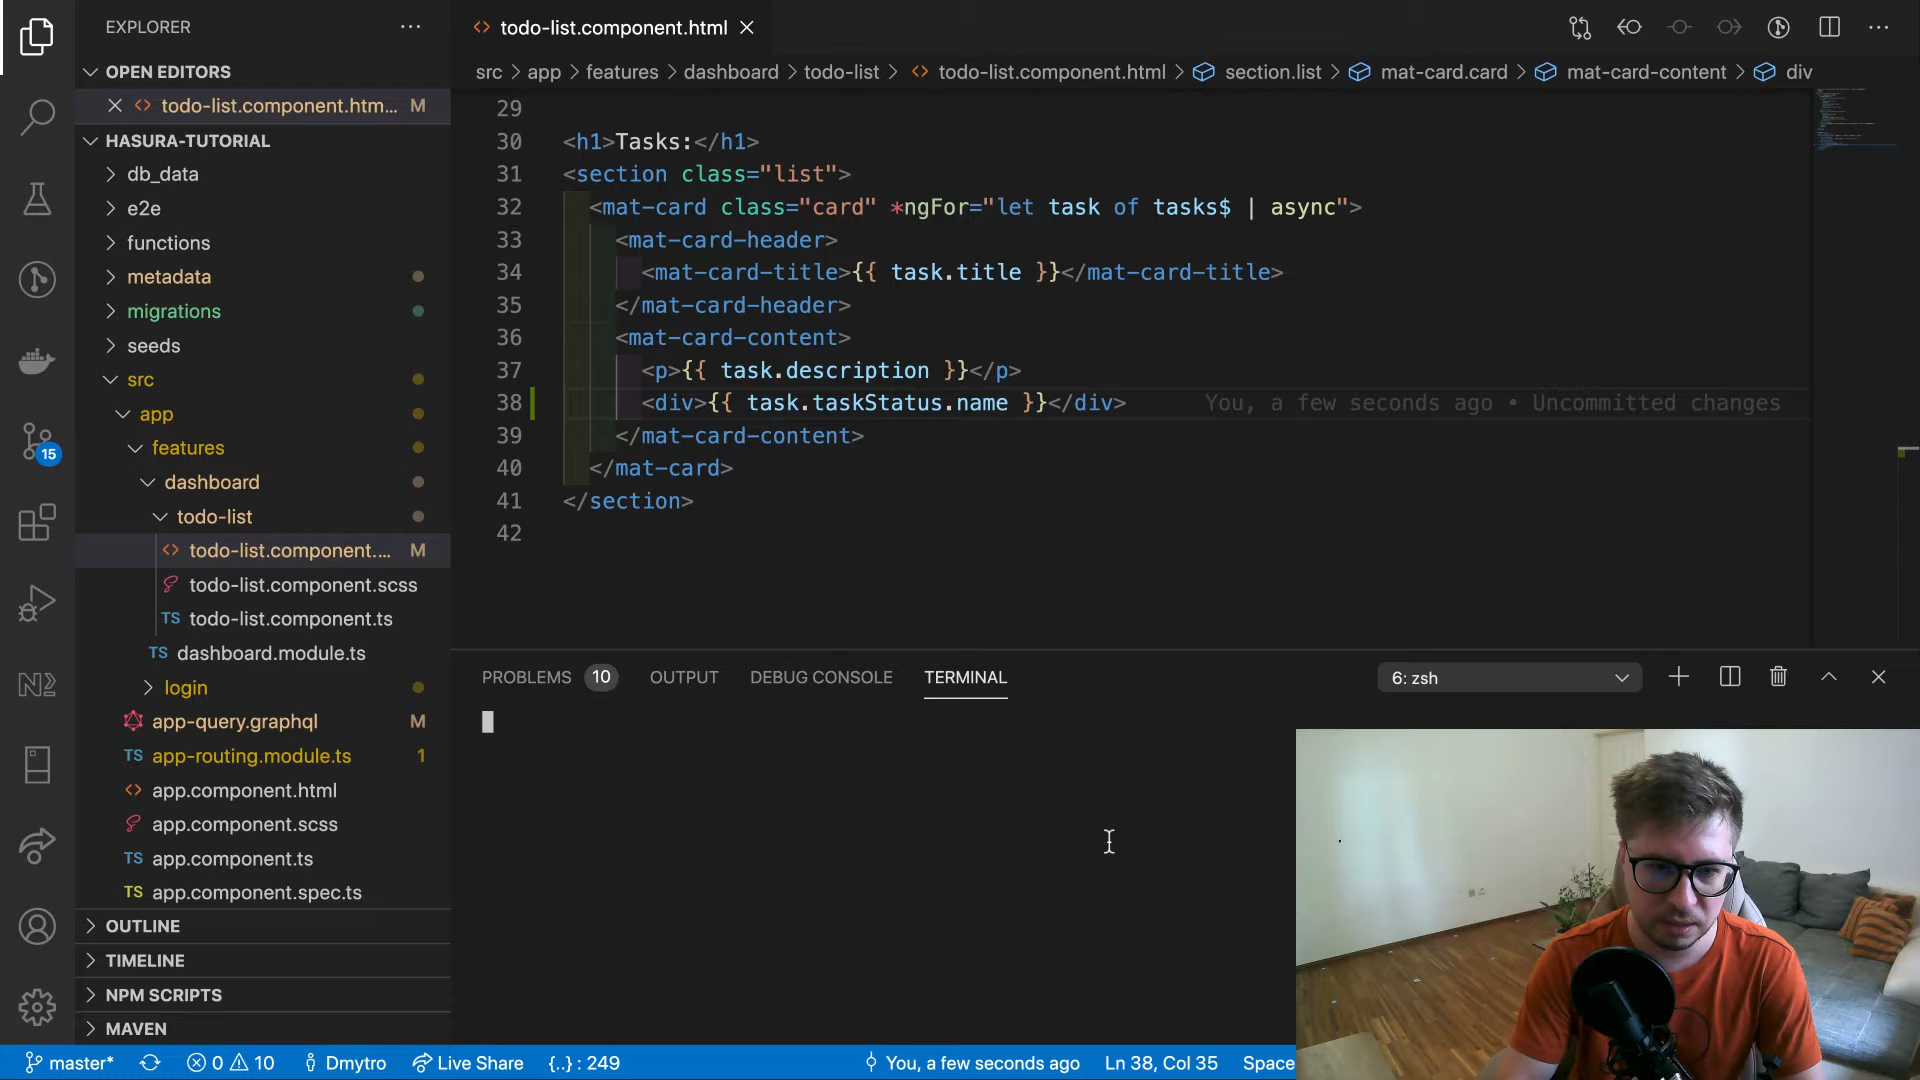 EXPLORER
OPEN EDITORS
todo-list.component.htm... M
HASURA-TUTORIAL
db_data
e2e
functions
metadata
migrations
seeds
src
app
features
dashboard
todo-list
todo-list.component.... M
todo-list.component.scss
TS todo-list.component.ts
TS dashboard.module.ts
login
app-query.graphql M
TS app-routing.module.ts 1
app.component.html
app.component.scss
TS app.component.ts
TS app.component.spec.ts
OUTLINE
TIMELINE
NPM SCRIPTS
MAVEN
15
todo-list.component.html
src > app > features > dashboard > todo-list > todo-list.component.html > section.list > mat-card.card > mat-card-content > div
29
30 <h1>Tasks:</h1>
31 <section class="list">
32 <mat-card class="card" *ngFor="let task of tasks$ | async">
33 <mat-card-header>
34 <mat-card-title>{{ task.title }}</mat-card-title>
35 </mat-card-header>
36 <mat-card-content>
37 <p>{{ task.description }}</p>
38 <div>{{ task.taskStatus.name }}</div> You, a few seconds ago • Uncommitted changes
39 </mat-card-content>
40 </mat-card>
41 </section>
42
PROBLEMS 10 OUTPUT DEBUG CONSOLE TERMINAL 6: zsh
master* 0 10 Dmytro Live Share {..} : 249 You, a few seconds ago Ln 38, Col 35 Space